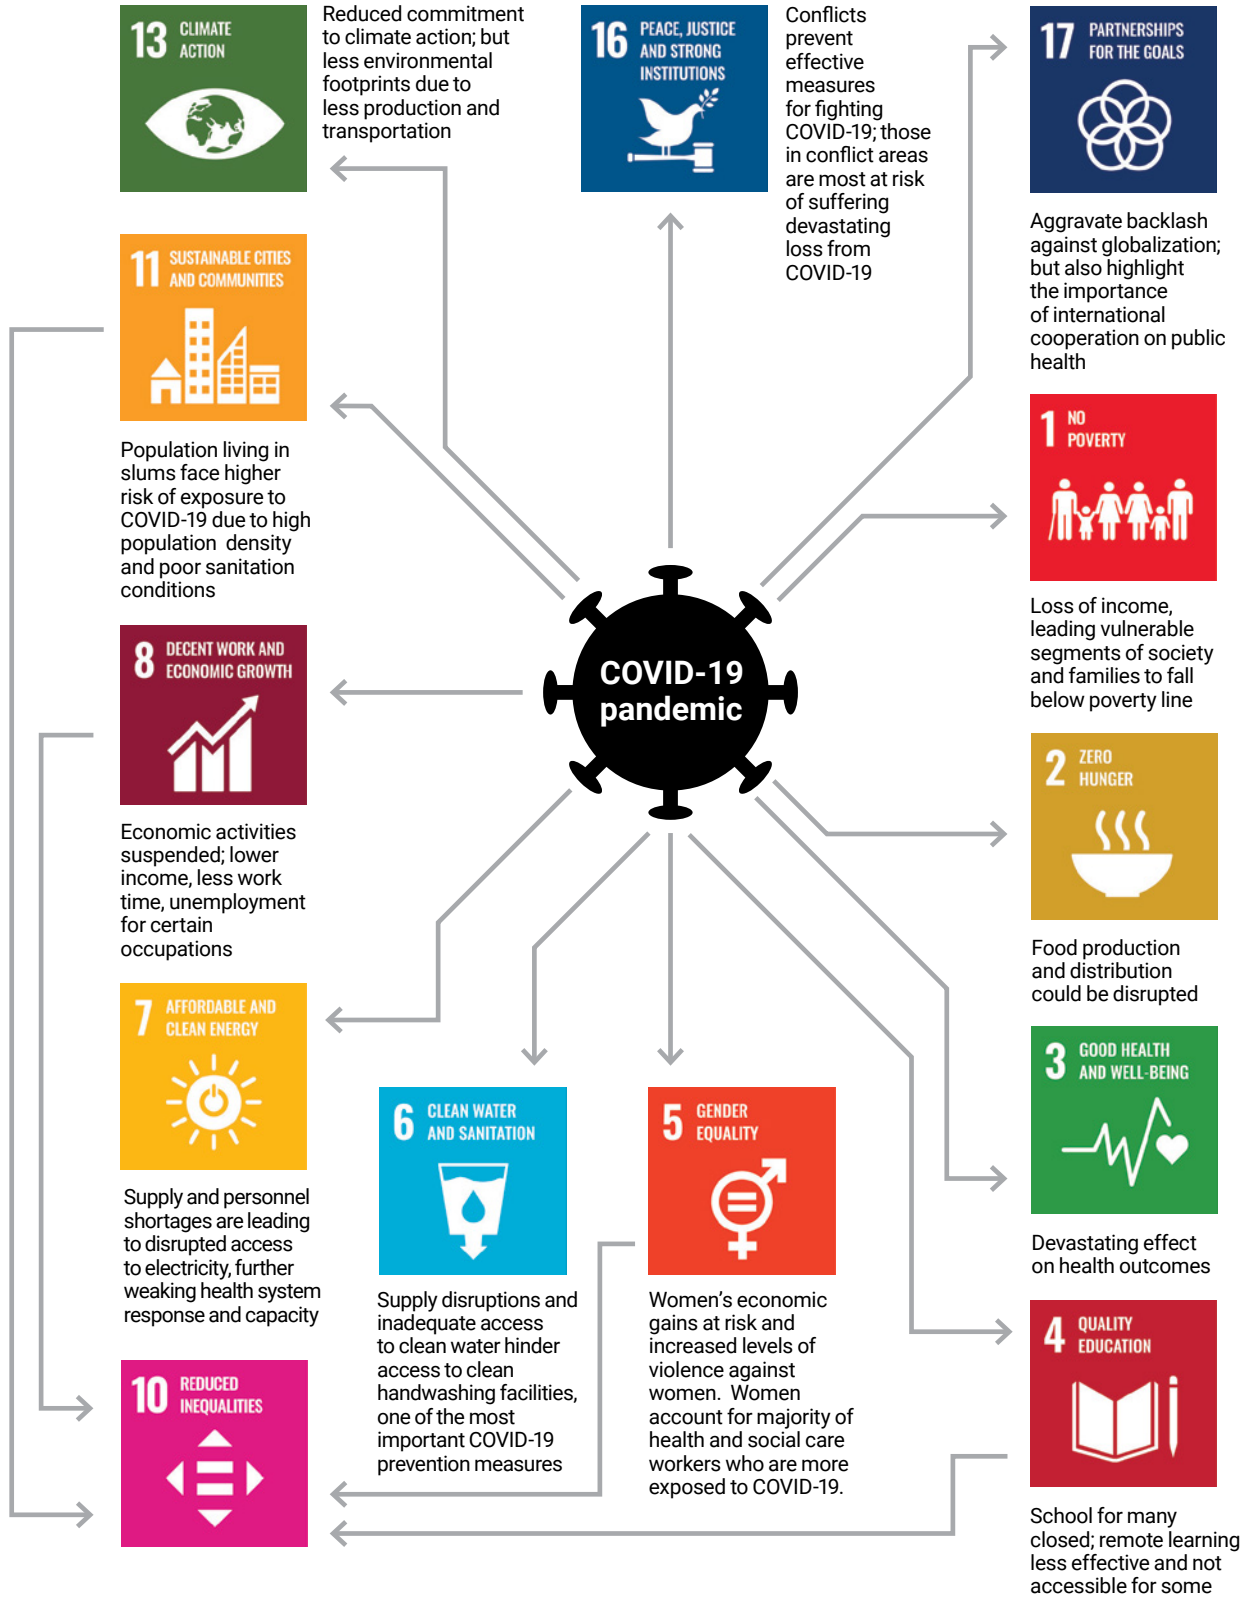 13 CLIMATE
ACTION
Reduced commitment
to climate action; but
less environmental
footprints due to
less production and
transportation
16 PEACE, JUSTICE
AND STRONG
INSTITUTIONS
Conflicts
prevent
effective
measures
for fighting
COVID-19; those
in conflict areas
are most at risk
of suffering
devastating
loss from
COVID-19
17 PARTNERSHIPS
FOR THE GOALS
Aggravate backlash
against globalization;
but also highlight
the importance
of international
cooperation on public
health
11 SUSTAINABLE CITIES
AND COMMUNITIES
Population living in
slums face higher
risk of exposure to
COVID-19 due to high
population density
and poor sanitation
conditions
1 NO
POVERTY
Loss of income,
leading vulnerable
segments of society
and families to fall
below poverty line
COVID-19
pandemic
8 DECENT WORK AND
ECONOMIC GROWTH
Economic activities
suspended; lower
income, less work
time, unemployment
for certain
occupations
2 ZERO
HUNGER
Food production
and distribution
could be disrupted
7 AFFORDABLE AND
CLEAN ENERGY
Supply and personnel
shortages are leading
to disrupted access
to electricity, further
weaking health system
response and capacity
6 CLEAN WATER
AND SANITATION
Supply disruptions and
inadequate access
to clean water hinder
access to clean
handwashing facilities,
one of the most
important COVID-19
prevention measures
5 GENDER
EQUALITY
Women's economic
gains at risk and
increased levels of
violence against
women. Women
account for majority of
health and social care
workers who are more
exposed to COVID-19.
3 GOOD HEALTH
AND WELL-BEING
Devastating effect
on health outcomes
10 REDUCED
INEQUALITIES
4 QUALITY
EDUCATION
School for many
closed; remote learning
less effective and not
accessible for some